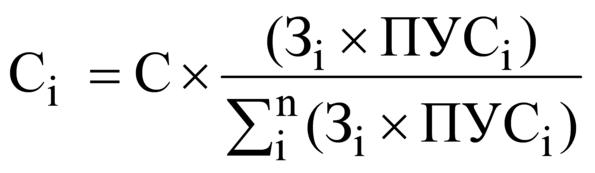 Cᵢ = C × (Зᵢ × ПУСᵢ) / ∑ᵢⁿ (Зᵢ × ПУСᵢ)